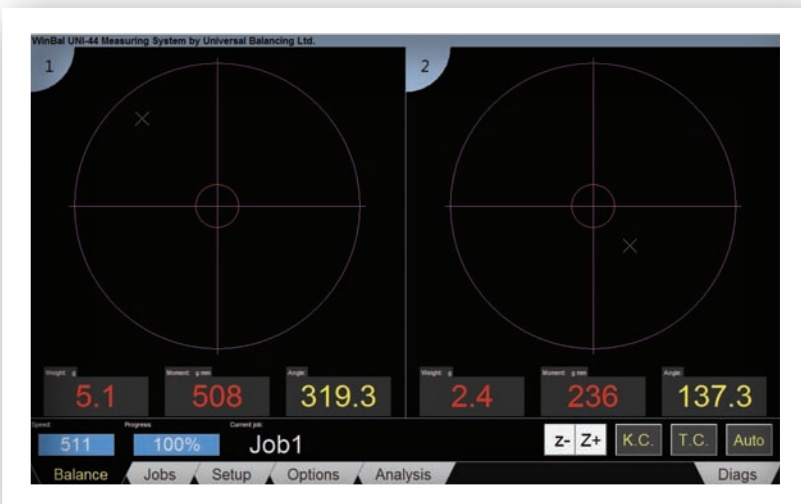 WinBal UNI-44 Measuring System by Universal Balancing Ltd.
1
2
Weight: g
Moment: g mm
Angle:
Weight: g
Moment: g mm
Angle:
5.1
508
319.3
2.4
236
137.3
Speed:
Progress:
Current job:
511
100%
Job1
z- Z+
K.C.
T.C.
Auto
Balance
Jobs
Setup
Options
Analysis
Diags